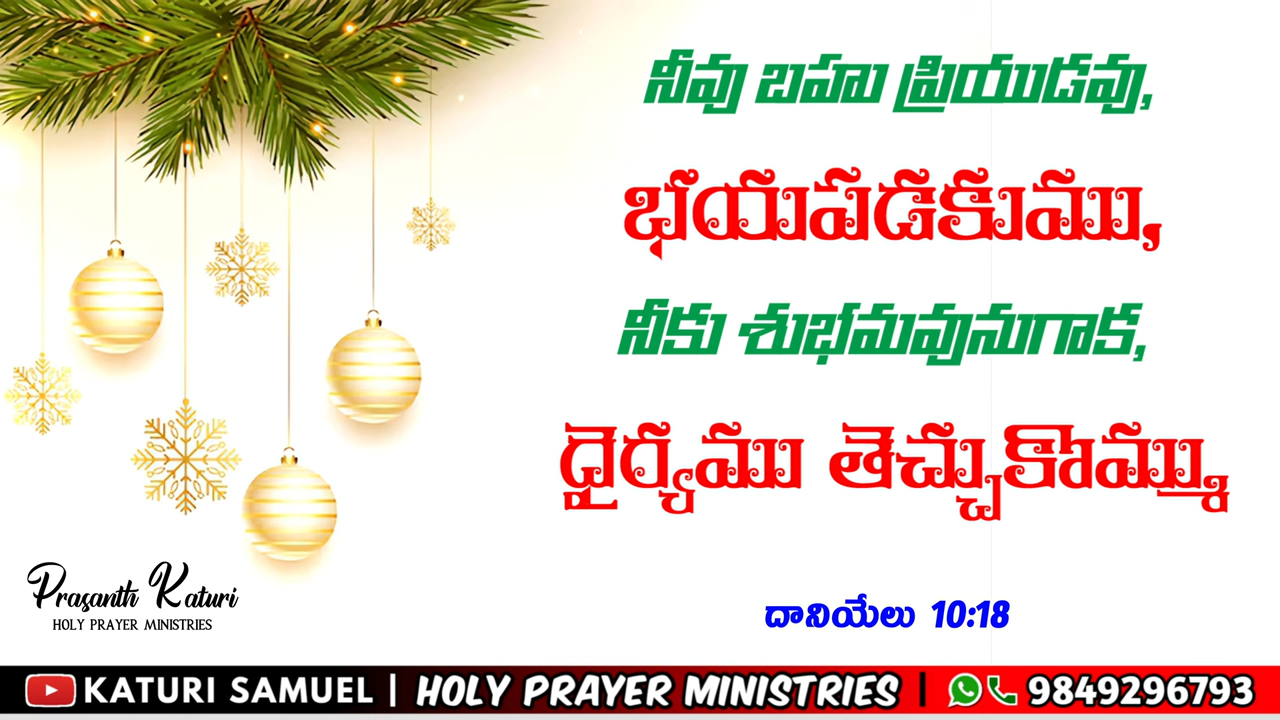 నీవు బహు ప్రియుడవు,
భయపడకుము,
నీకు శుభమవునుగాక,
ధైర్యము తెచ్చుకొమ్ము
దానియేలు 10:18
Prasanth Katuri
HOLY PRAYER MINISTRIES
KATURI SAMUEL | HOLY PRAYER MINISTRIES | 9849296793